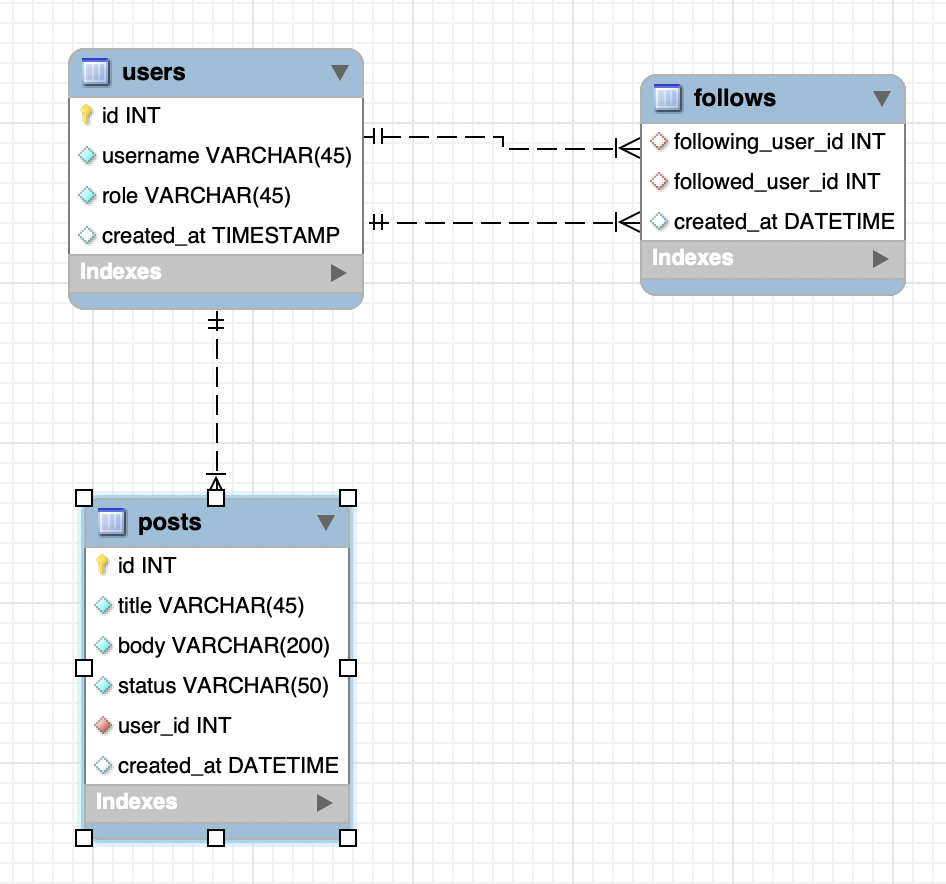 users
id INT
username VARCHAR(45)
role VARCHAR(45)
created_at TIMESTAMP
Indexes
follows
following_user_id INT
followed_user_id INT
created_at DATETIME
Indexes
posts
id INT
title VARCHAR(45)
body VARCHAR(200)
status VARCHAR(50)
user_id INT
created_at DATETIME
Indexes